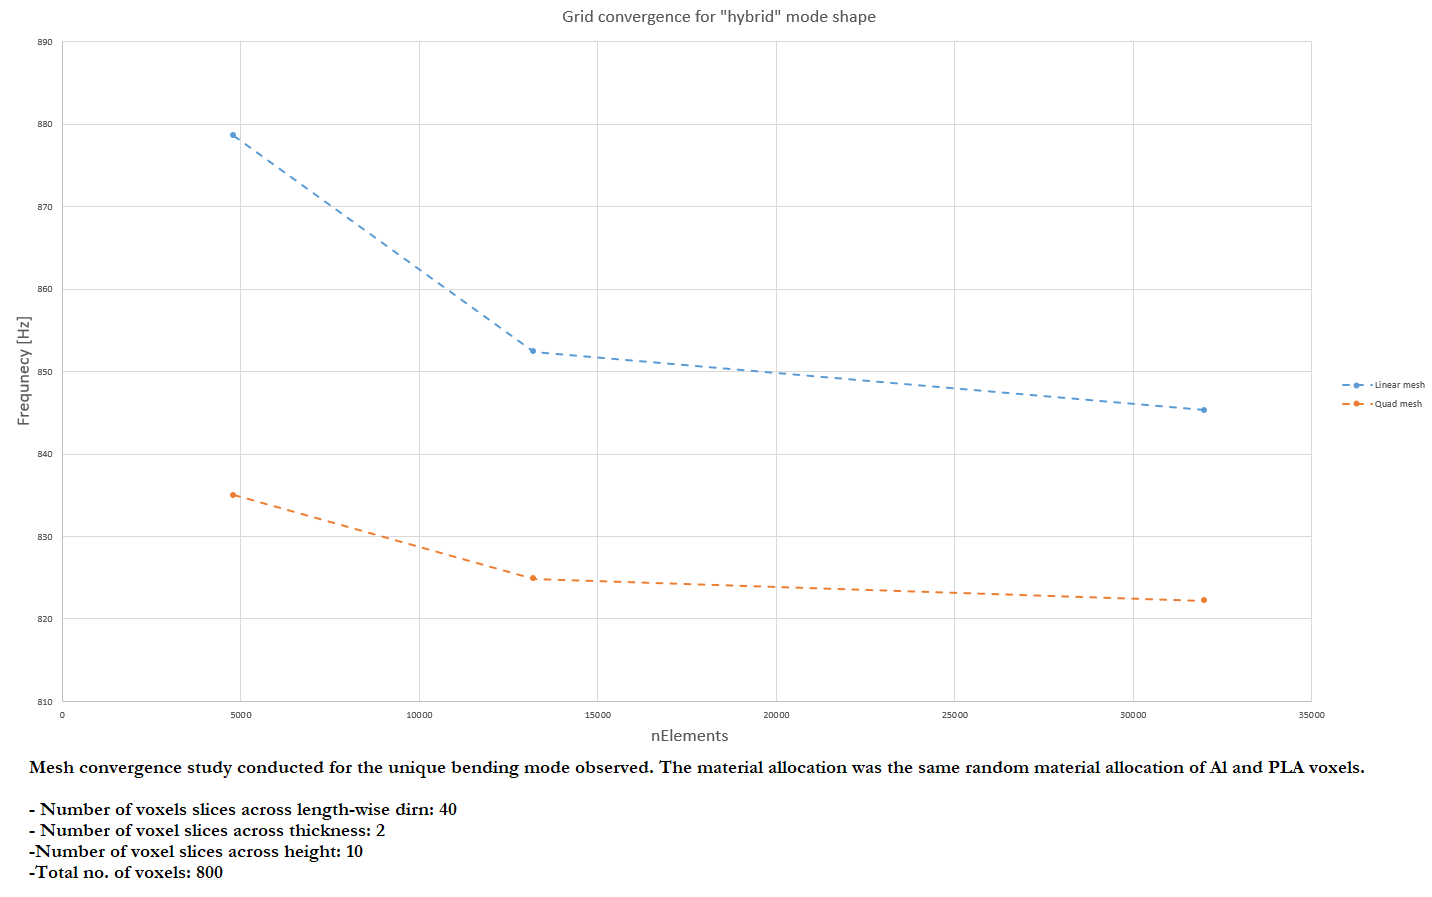 Grid convergence for "hybrid" mode shape
890
880
870
860
850
840
830
820
810
Frequnecy [Hz]
0 5000 10000 15000 20000 25000 30000 35000
nElements
Linear mesh
Quad mesh
Mesh convergence study conducted for the unique bending mode observed. The material allocation was the same random material allocation of Al and PLA voxels.
- Number of voxels slices across length-wise dirn: 40
- Number of voxel slices across thickness: 2
-Number of voxel slices across height: 10
-Total no. of voxels: 800